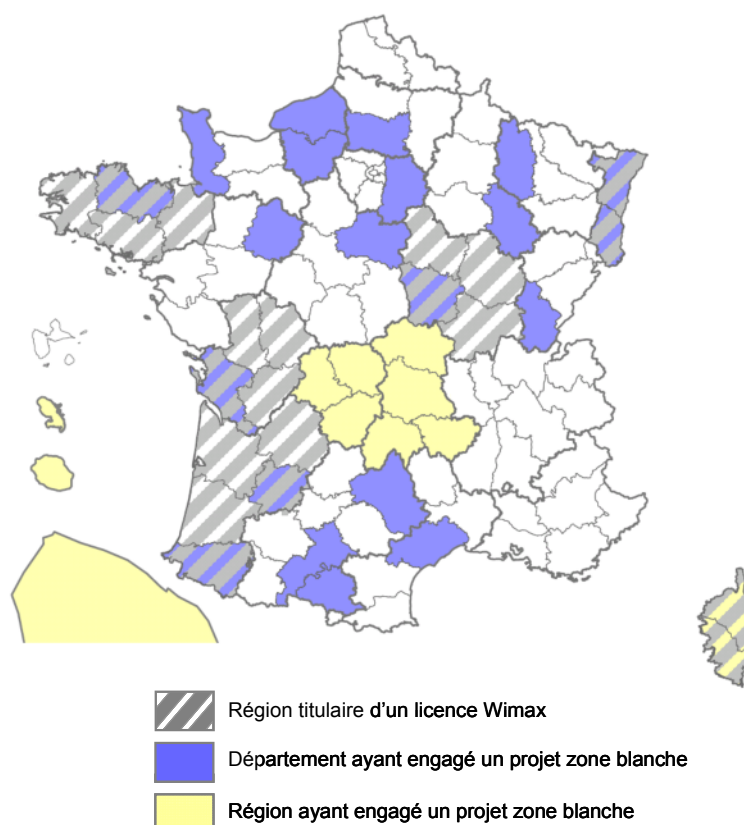 Région titulaire d'un licence Wimax
Département ayant engagé un projet zone blanche
Région ayant engagé un projet zone blanche